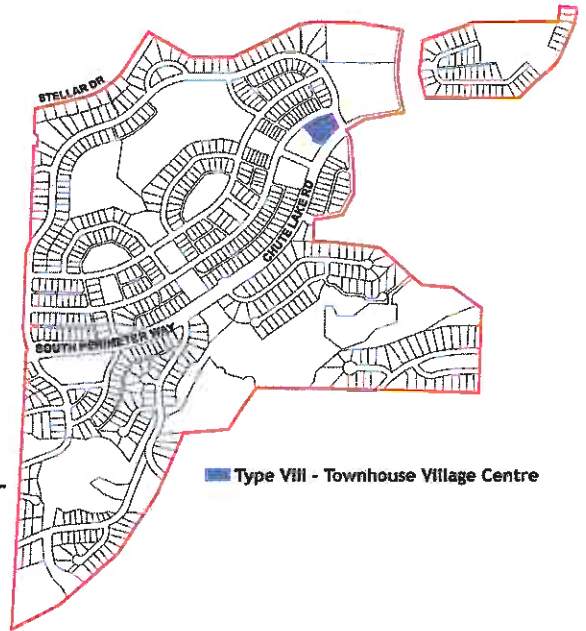 STELLAR DR
CHUTE LAKE RD
SOUTH PERIMETER WAY
Type VIII - Townhouse Village Centre